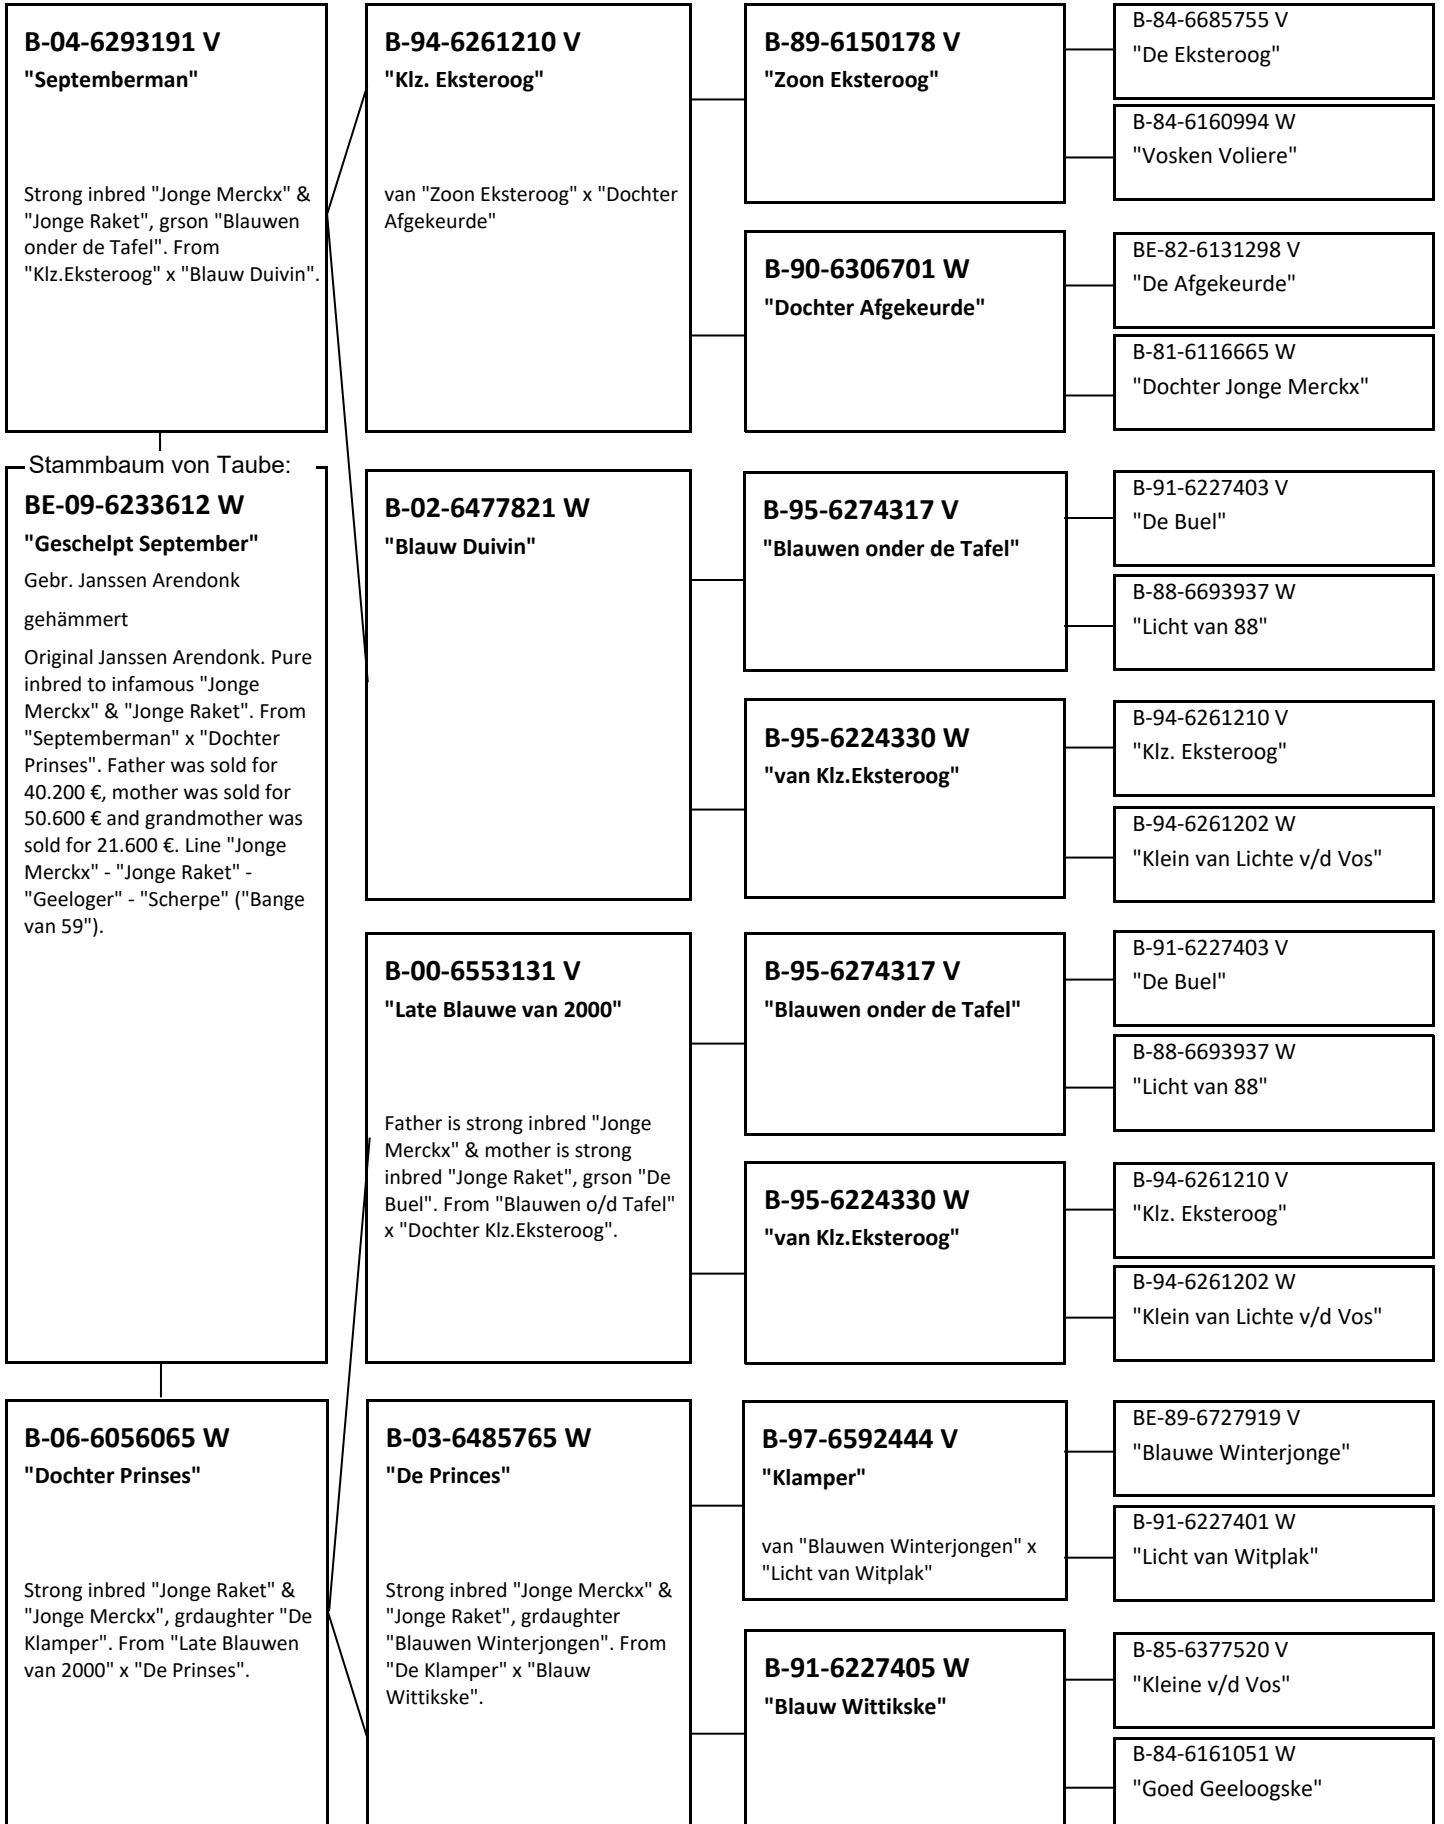 B-04-6293191 V
"Septemberman"
Strong inbred "Jonge Merckx" &
"Jonge Raket", grson "Blauwen
onder de Tafel". From
"Klz.Eksteroog" x "Blauw Duivin".
Stammbaum von Taube:
BE-09-6233612 W
"Geschelpt September"
Gebr. Janssen Arendonk
gehämmert
Original Janssen Arendonk. Pure
inbred to infamous "Jonge
Merckx" & "Jonge Raket". From
"Septemberman" x "Dochter
Prinses". Father was sold for
40.200 €, mother was sold for
50.600 € and grandmother was
sold for 21.600 €. Line "Jonge
Merckx" - "Jonge Raket" -
"Geeloger" - "Scherpe" ("Bange
van 59").
B-06-6056065 W
"Dochter Prinses"
Strong inbred "Jonge Raket" &
"Jonge Merckx", grdaughter "De
Klamper". From "Late Blauwen
van 2000" x "De Prinses".
B-94-6261210 V
"Klz. Eksteroog"
van "Zoon Eksteroog" x "Dochter
Afgekeurde"
B-02-6477821 W
"Blauw Duivin"
B-00-6553131 V
"Late Blauwe van 2000"
Father is strong inbred "Jonge
Merckx" & mother is strong
inbred "Jonge Raket", grson "De
Buel". From "Blauwen o/d Tafel"
x "Dochter Klz.Eksteroog".
B-03-6485765 W
"De Princes"
Strong inbred "Jonge Merckx" &
"Jonge Raket", grdaughter
"Blauwen Winterjongen". From
"De Klamper" x "Blauw
Wittikske".
B-89-6150178 V
"Zoon Eksteroog"
B-90-6306701 W
"Dochter Afgekeurde"
B-95-6274317 V
"Blauwen onder de Tafel"
B-95-6224330 W
"van Klz.Eksteroog"
B-95-6274317 V
"Blauwen onder de Tafel"
B-95-6224330 W
"van Klz.Eksteroog"
B-97-6592444 V
"Klamper"
van "Blauwen Winterjongen" x
"Licht van Witplak"
B-91-6227405 W
"Blauw Wittikske"
B-84-6685755 V
"De Eksteroog"
B-84-6160994 W
"Vosken Voliere"
BE-82-6131298 V
"De Afgekeurde"
B-81-6116665 W
"Dochter Jonge Merckx"
B-91-6227403 V
"De Buel"
B-88-6693937 W
"Licht van 88"
B-94-6261210 V
"Klz. Eksteroog"
B-94-6261202 W
"Klein van Lichte v/d Vos"
B-91-6227403 V
"De Buel"
B-88-6693937 W
"Licht van 88"
B-94-6261210 V
"Klz. Eksteroog"
B-94-6261202 W
"Klein van Lichte v/d Vos"
BE-89-6727919 V
"Blauwe Winterjonge"
B-91-6227401 W
"Licht van Witplak"
B-85-6377520 V
"Kleine v/d Vos"
B-84-6161051 W
"Goed Geeloogske"